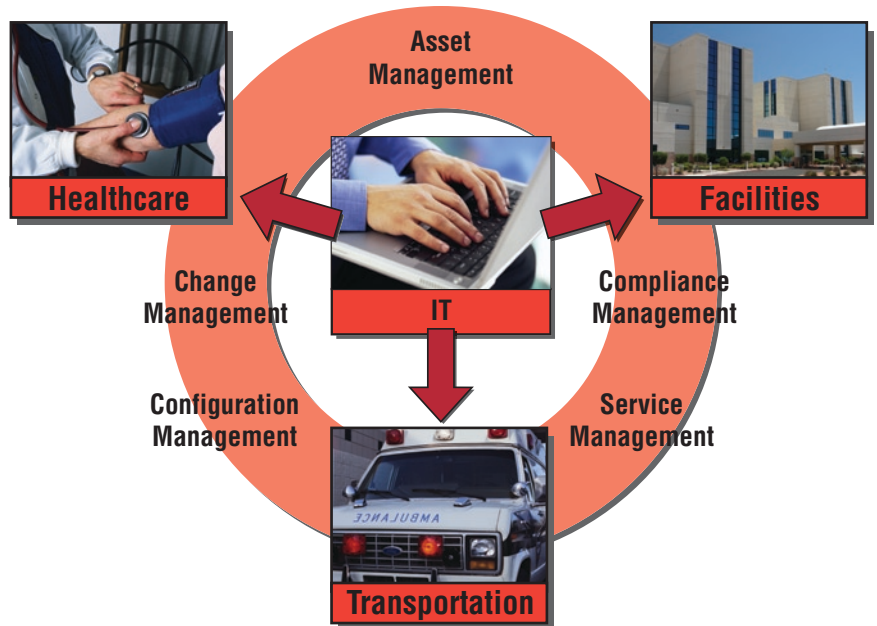 Asset
Management
Healthcare
Facilities
Change
Management
IT
Compliance
Management
Configuration
Management
Service
Management
AMBULANCE
Transportation